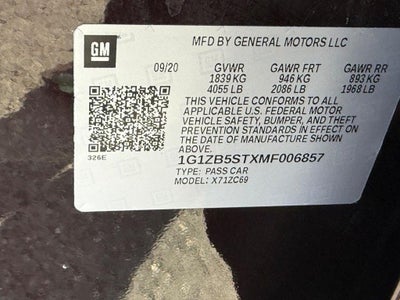 GM
MFD BY GENERAL MOTORS LLC
09/20 GVWR GAWR FRT GAWR RR
1839 KG 946 KG 893 KG
4055 LB 2086 LB 1968 LB
THIS VEHICLE CONFORMS TO ALL
APPLICABLE U.S. FEDERAL MOTOR
VEHICLE SAFETY, BUMPER, AND THEFT
PREVENTION STANDARDS IN EFFECT ON
THE DATE OF MANUFACTURE SHOWN
ABOVE.
326E
1G1ZB5STXMF006857
TYPE: PASS CAR
MODEL: X71ZC69